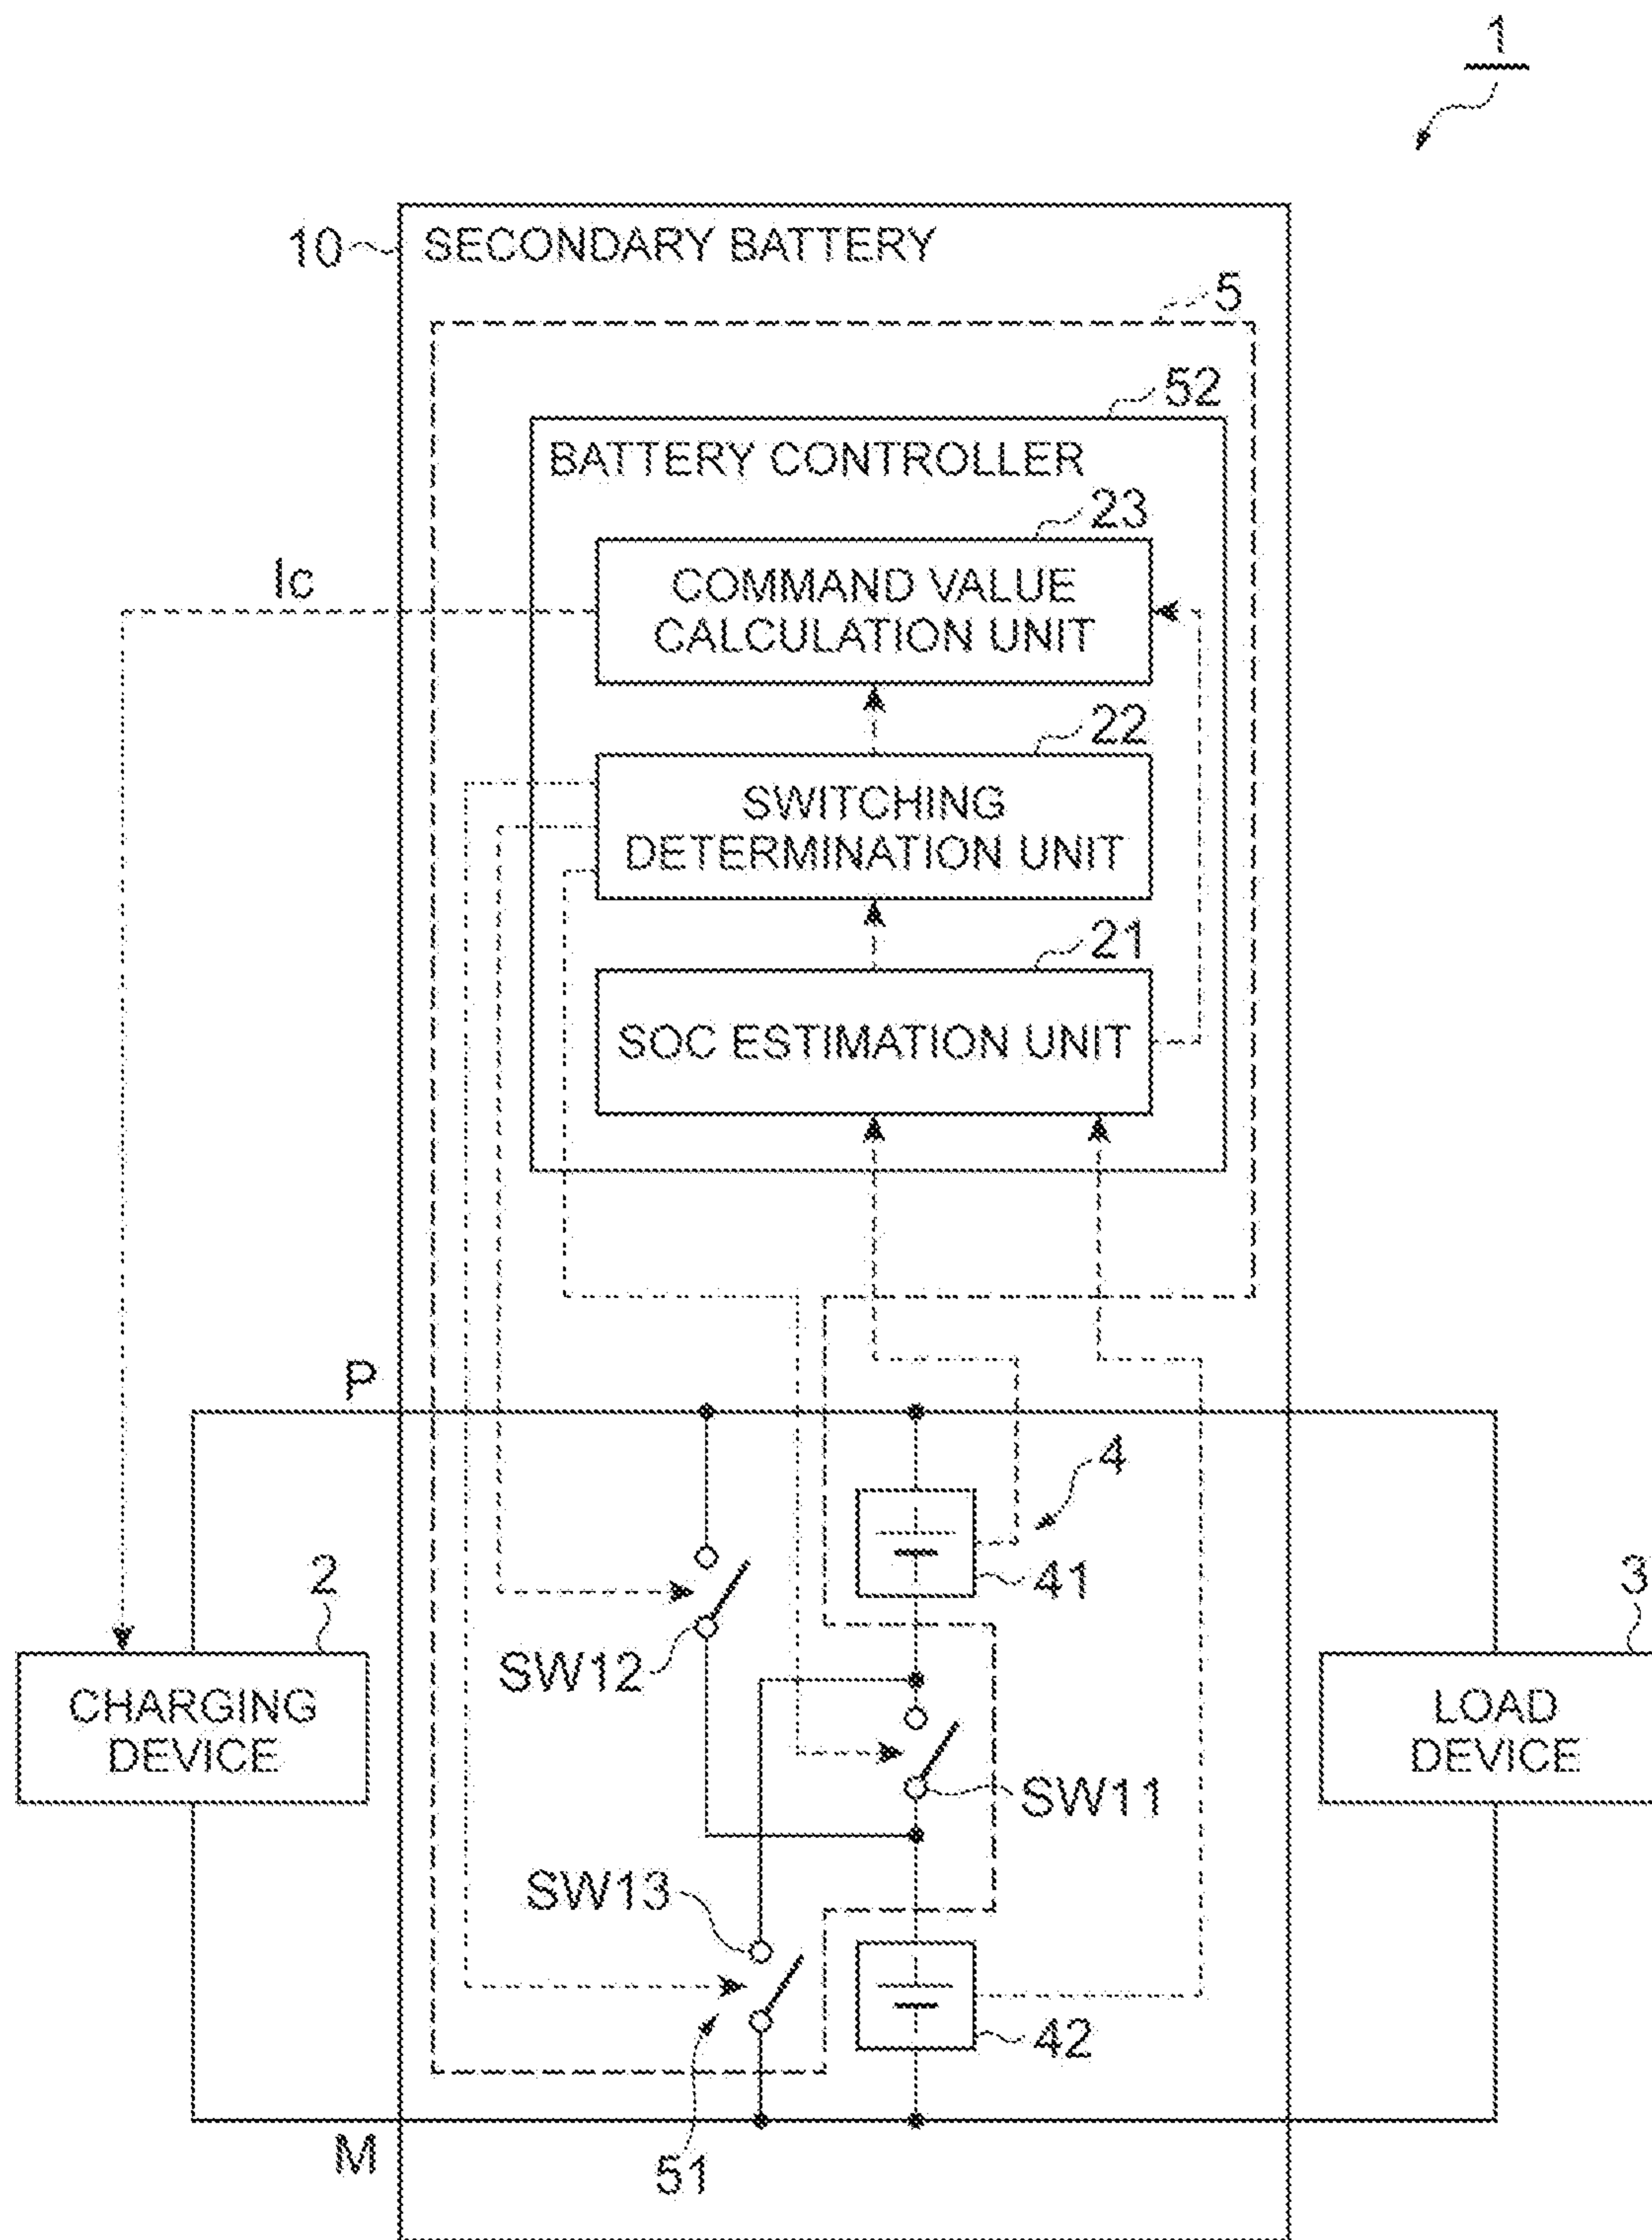 1
10
SECONDARY BATTERY
5
52
BATTERY CONTROLLER
23
Ic
COMMAND VALUE
CALCULATION UNIT
22
SWITCHING
DETERMINATION UNIT
21
SOC ESTIMATION UNIT
P
4
41
2
3
SW12
CHARGING
DEVICE
LOAD
DEVICE
SW11
SW13
42
M
51